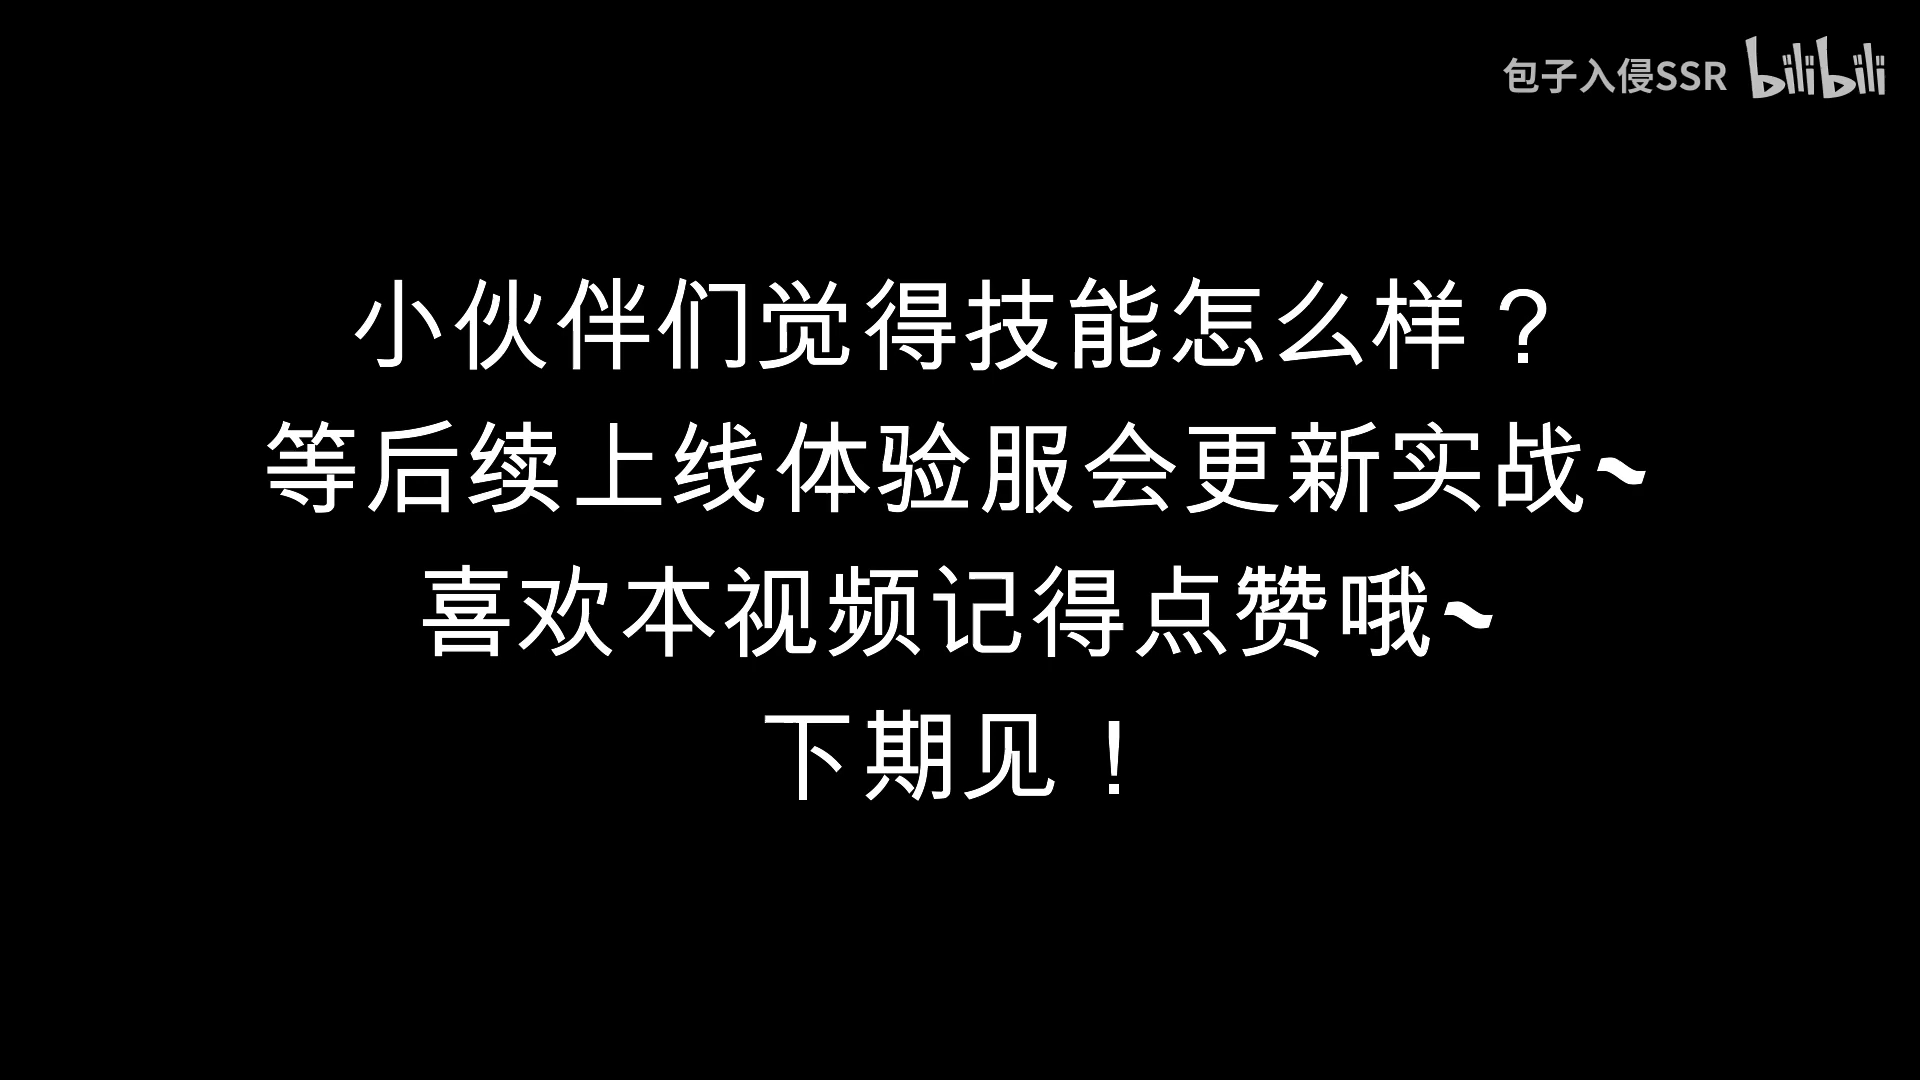 包子入侵SSR bilibili
小伙伴们觉得技能怎么样？
等后续上线体验服会更新实战~
喜欢本视频记得点赞哦~
下期见！